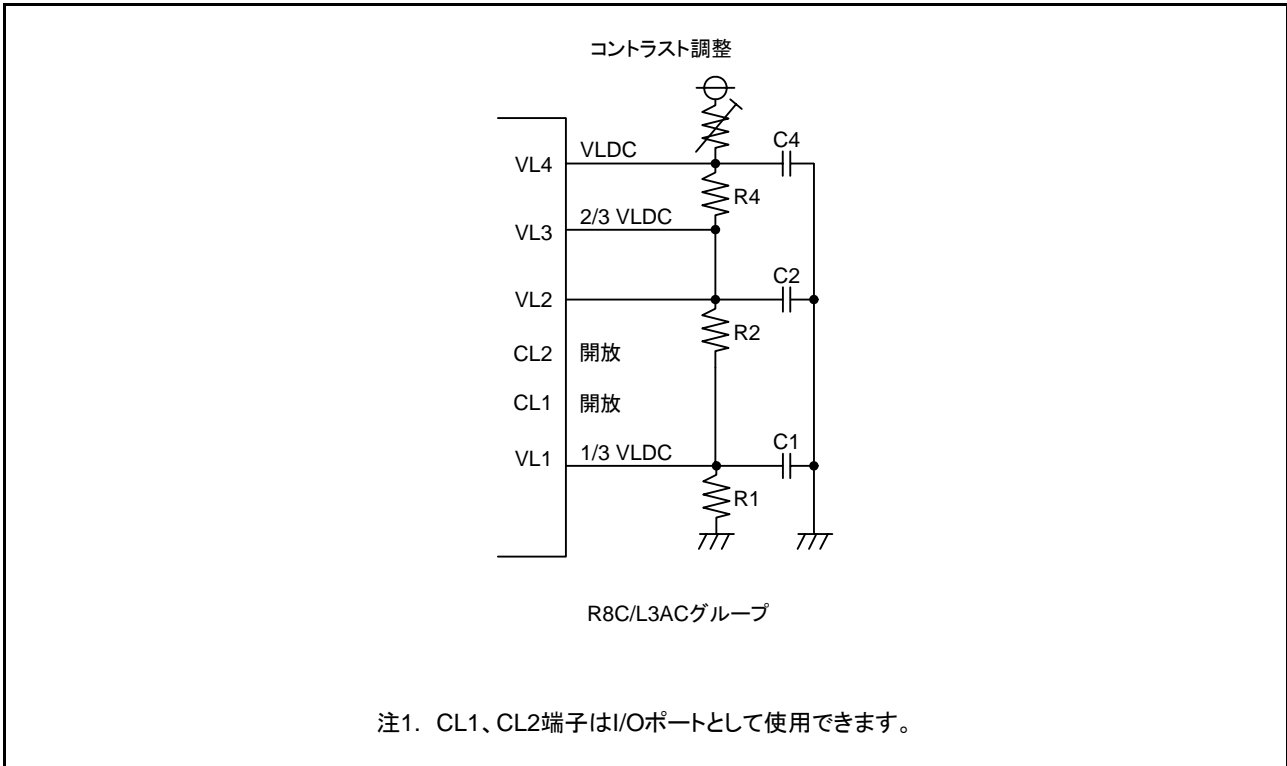 コントラスト調整
C4
VL4 VLDC
R4
2/3 VLDC
VL3
C2
VL2
R2
CL2 開放
CL1 開放
C1
VL1 1/3 VLDC
R1
R8C/L3ACグループ
注1. CL1、CL2端子はI/Oポートとして使用できます。